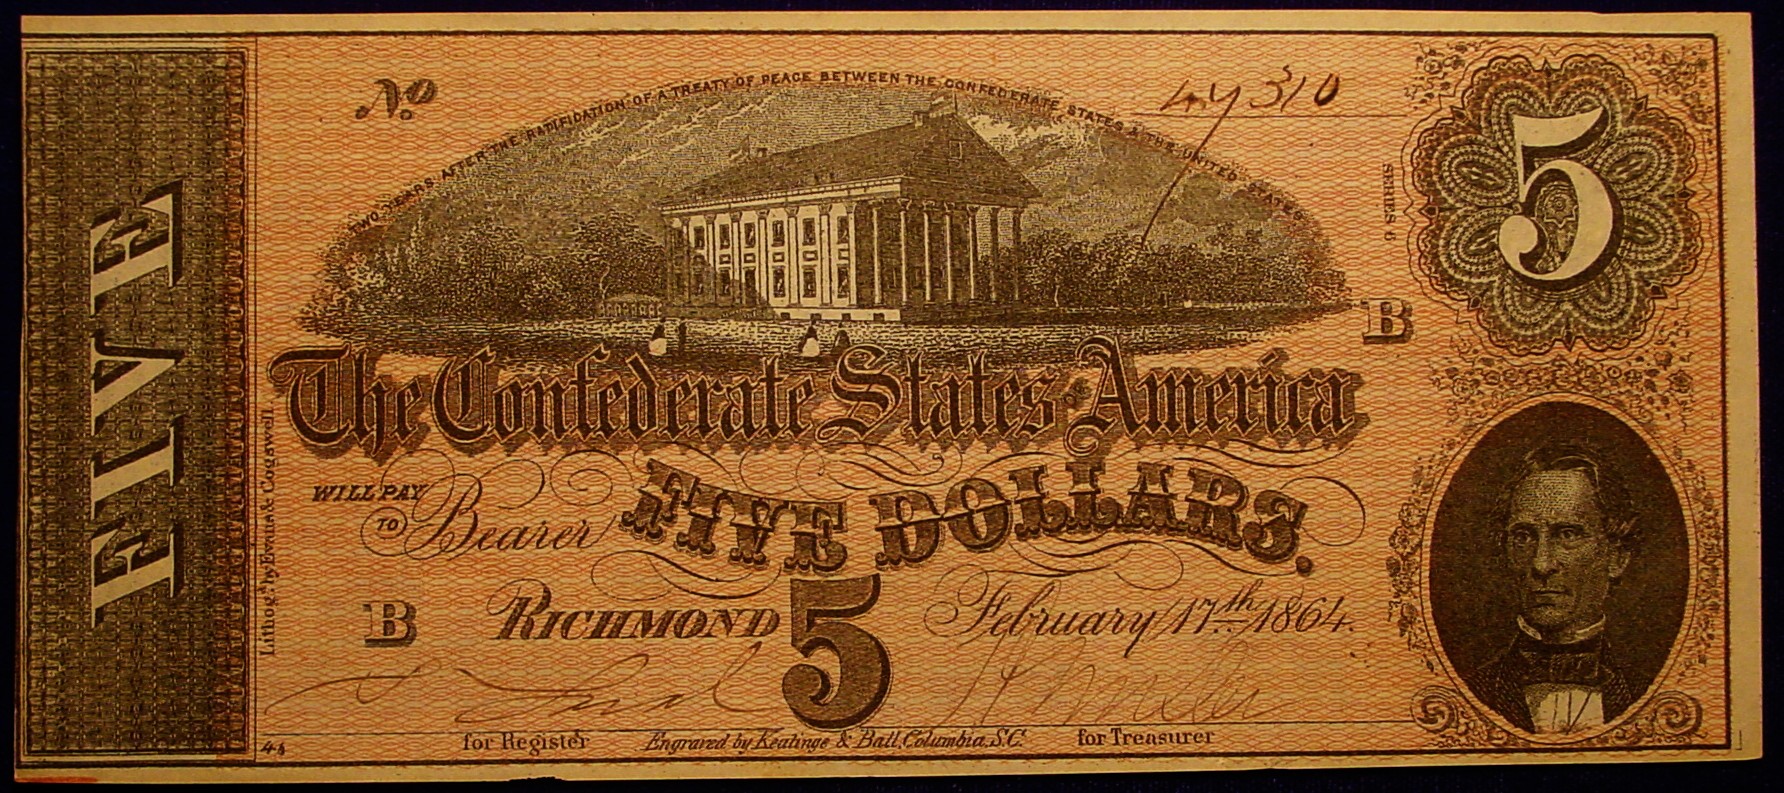 No
TWO YEARS AFTER THE RATIFICATION OF A TREATY OF PEACE BETWEEN THE CONFEDERATE STATES & THE UNITED STATES
310
5
SERIES 6
B
FIVE
The Confederate States of America
WILL PAY
TO Bearer FIVE DOLLARS.
B RICHMOND 5 February 17th. 1864.
Lithog'd by Evans & Cogswell
for Register Engraved by Keatinge & Ball, Columbia, S.C. for Treasurer